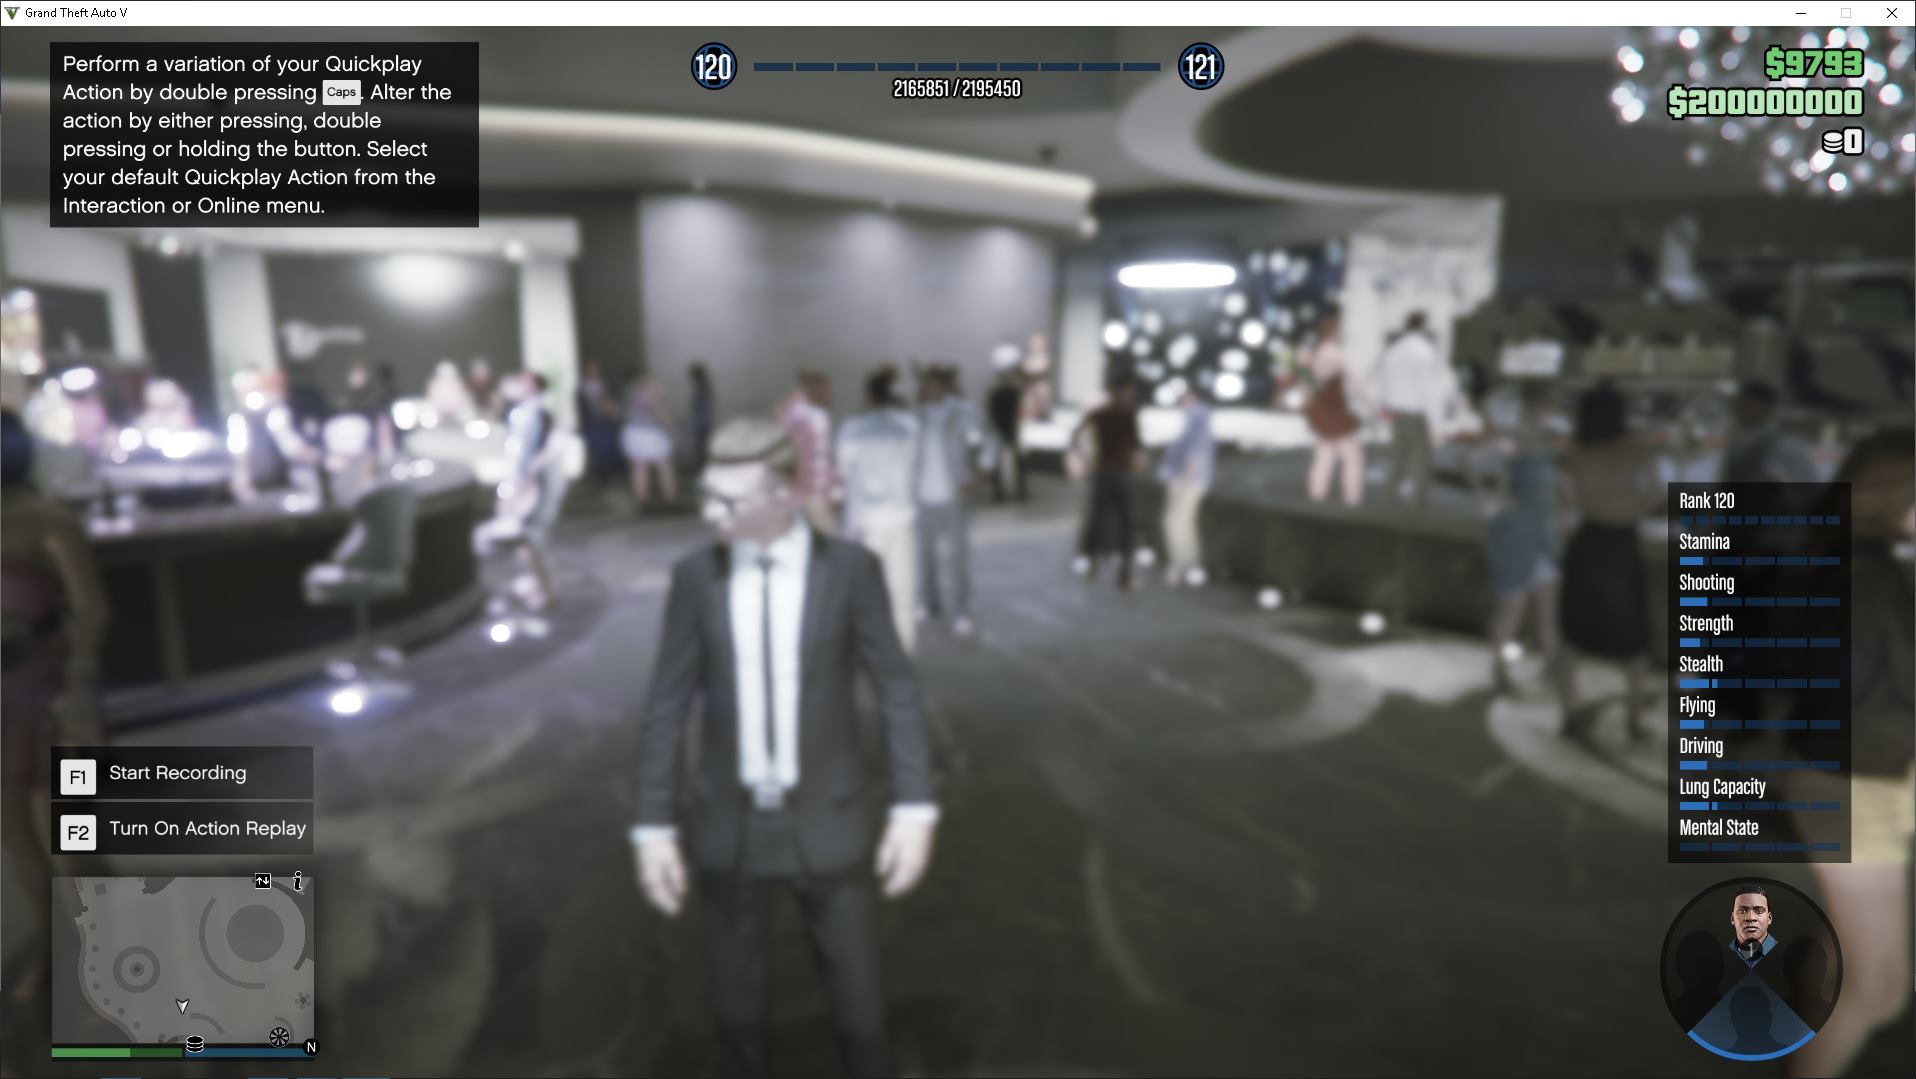 Grand Theft Auto V
Perform a variation of your Quickplay
Action by double pressing Caps. Alter the
action by either pressing, double
pressing or holding the button. Select
your default Quickplay Action from the
Interaction or Online menu.
120
121
2165851 / 2195450
$9793
$200000000
1
Rank 120
Stamina
Shooting
Strength
Stealth
Flying
Driving
Lung Capacity
Mental State
F1 Start Recording
F2 Turn On Action Replay
N
1